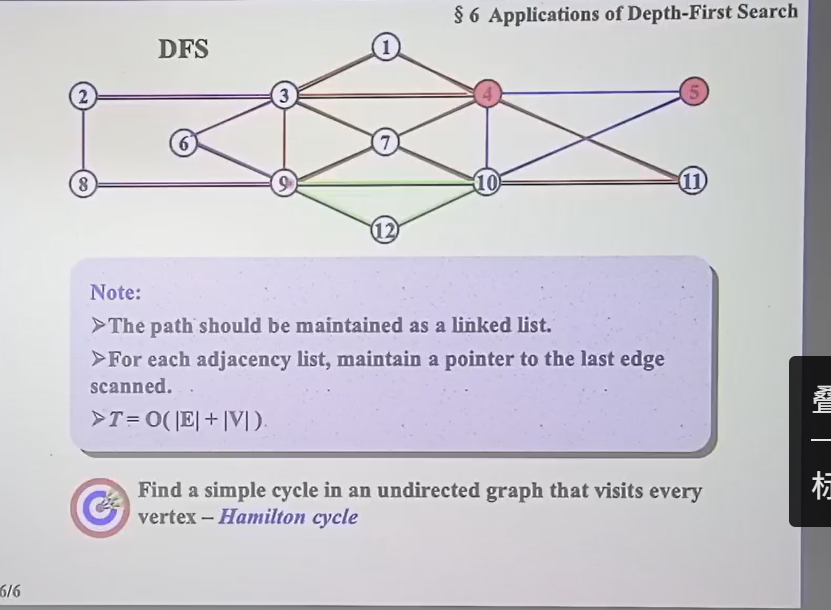 § 6 Applications of Depth-First Search
DFS
1
2
3
4
5
6
7
8
9
10
11
12
Note:
➢The path should be maintained as a linked list.
➢For each adjacency list, maintain a pointer to the last edge
scanned.
➢T = O( |E| + |V| ).
Find a simple cycle in an undirected graph that visits every
vertex – Hamilton cycle
6/6
叠
一
标